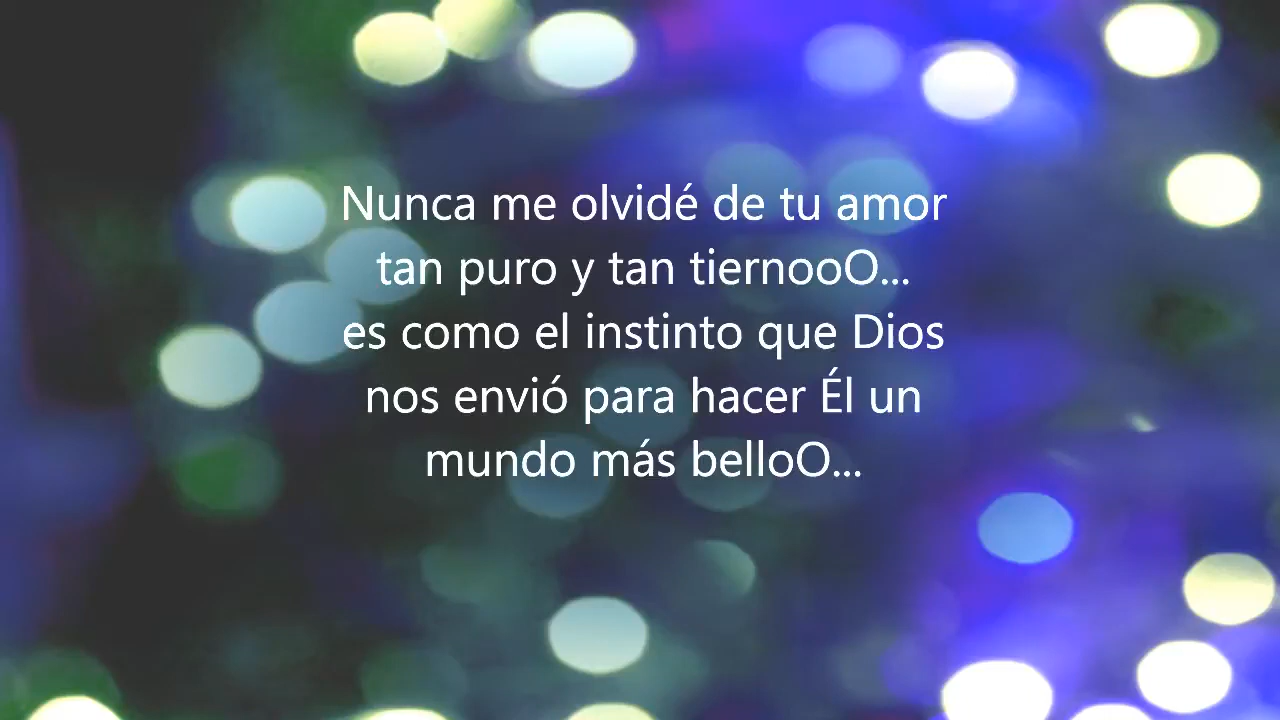 Nunca me olvidé de tu amor
tan puro y tan tiernooO...
es como el instinto que Dios
nos envió para hacer Él un
mundo más belloO...